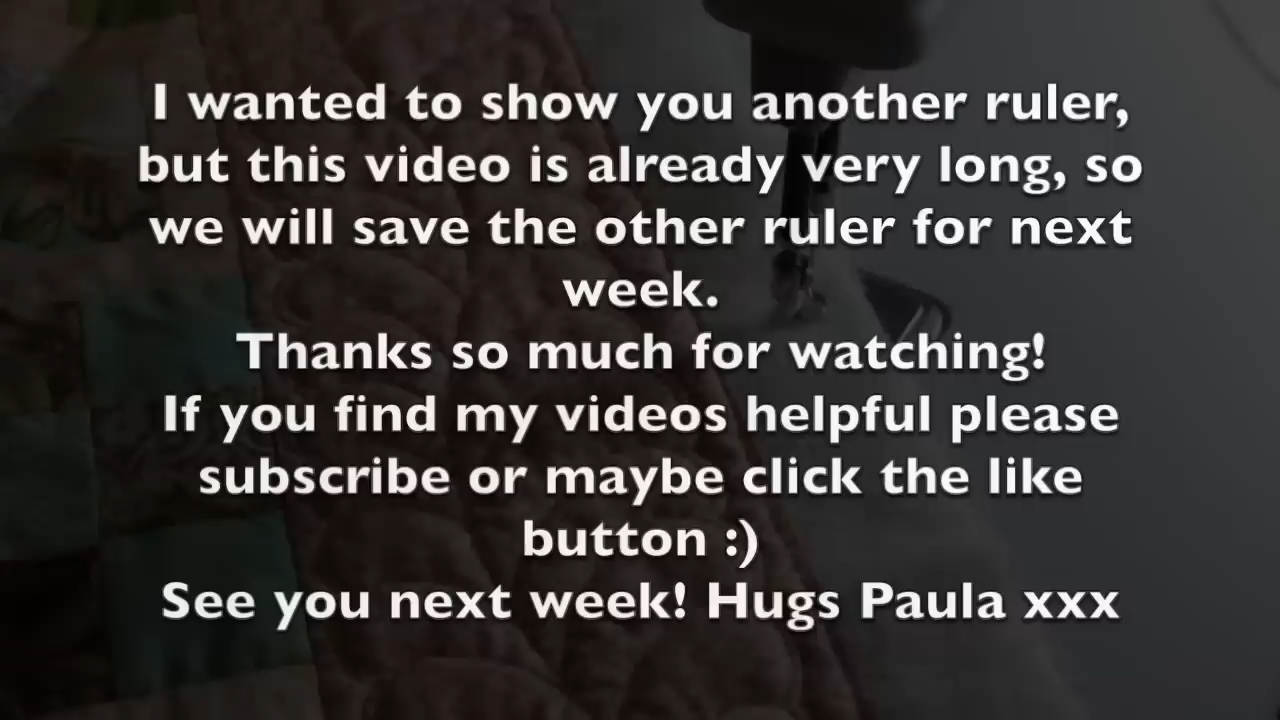 I wanted to show you another ruler,
but this video is already very long, so
we will save the other ruler for next
week.
Thanks so much for watching!
If you find my videos helpful please
subscribe or maybe click the like
button :)
See you next week! Hugs Paula xxx